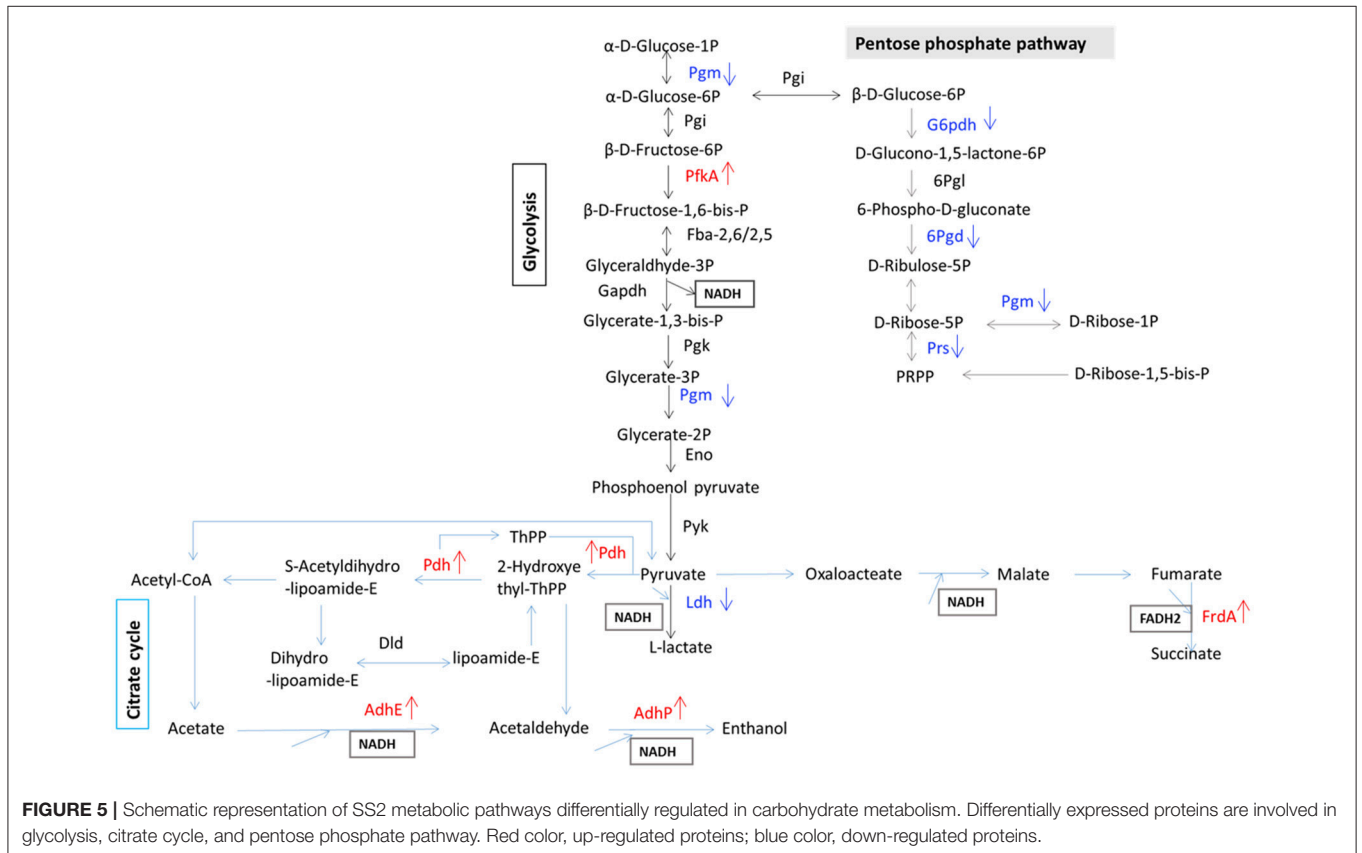 α-D-Glucose-1P
Pgm
α-D-Glucose-6P
Pgi
β-D-Fructose-6P
PfkA
β-D-Fructose-1,6-bis-P
Fba-2,6/2,5
Glyceraldhyde-3P
Gapdh
NADH
Glycerate-1,3-bis-P
Pgk
Glycerate-3P
Pgm
Glycerate-2P
Eno
Phosphoenol pyruvate
Pyk
Glycolysis
Pentose phosphate pathway
Pgi
β-D-Glucose-6P
G6pdh
D-Glucono-1,5-lactone-6P
6Pgl
6-Phospho-D-gluconate
6Pgd
D-Ribulose-5P
Pgm
D-Ribose-5P
D-Ribose-1P
Prs
PRPP
D-Ribose-1,5-bis-P
ThPP
Pdh
Pdh
Acetyl-CoA
S-Acetyldihydro
-lipoamide-E
2-Hydroxye
thyl-ThPP
Pyruvate
Oxaloacteate
Malate
Fumarate
NADH
Ldh
NADH
FADH2
FrdA
L-lactate
Succinate
Citrate cycle
Dihydro
-lipoamide-E
Dld
lipoamide-E
Acetate
AdhE
NADH
Acetaldehyde
AdhP
NADH
Enthanol
FIGURE 5 | Schematic representation of SS2 metabolic pathways differentially regulated in carbohydrate metabolism. Differentially expressed proteins are involved in
glycolysis, citrate cycle, and pentose phosphate pathway. Red color, up-regulated proteins; blue color, down-regulated proteins.